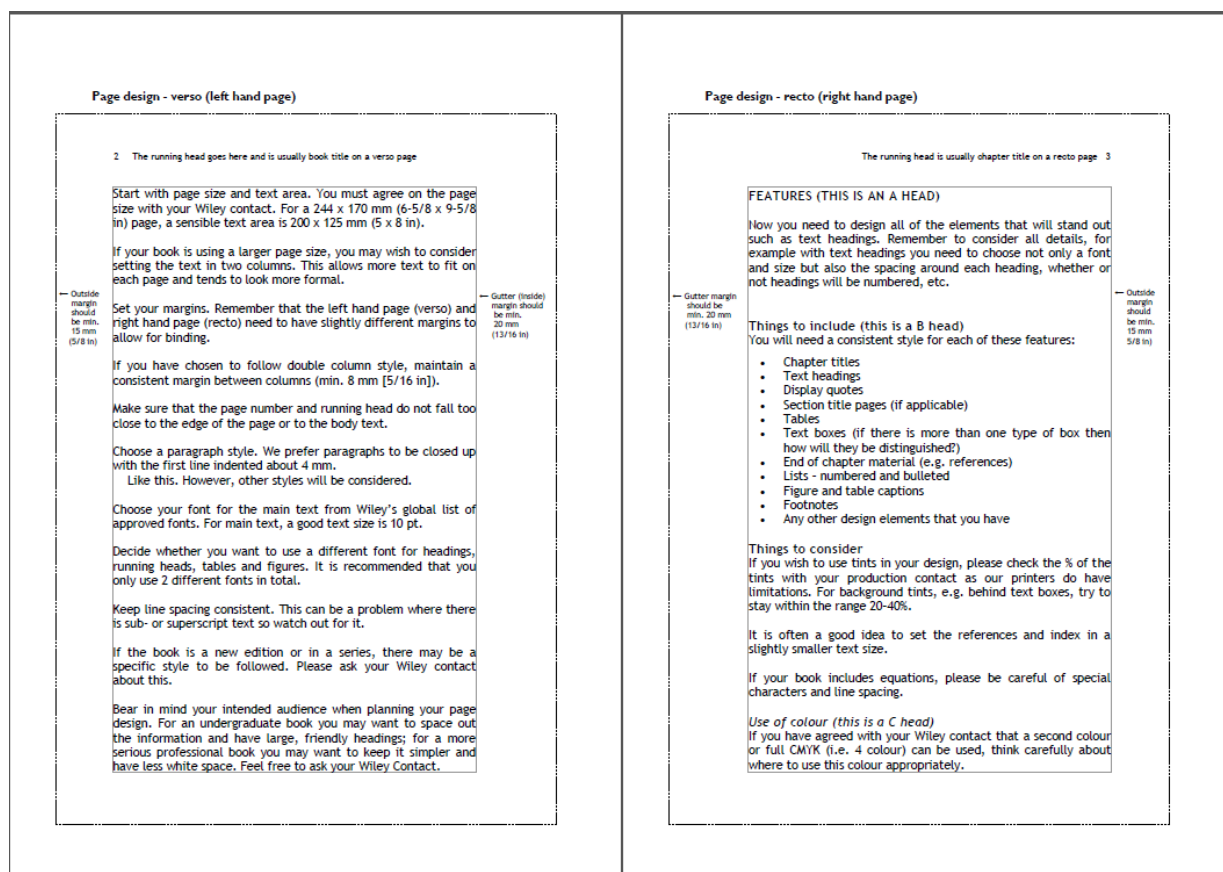 Page design - verso (left hand page)
2 The running head goes here and is usually book title on a verso page
Start with page size and text area. You must agree on the page
size with your Wiley contact. For a 244 x 170 mm (6-5/8 x 9-5/8
in) page, a sensible text area is 200 x 125 mm (5 x 8 in).
If your book is using a larger page size, you may wish to consider
setting the text in two columns. This allows more text to fit on
each page and tends to look more formal.
Set your margins. Remember that the left hand page (verso) and
right hand page (recto) need to have slightly different margins to
allow for binding.
If you have chosen to follow double column style, maintain a
consistent margin between columns (min. 8 mm [5/16 in]).
Make sure that the page number and running head do not fall too
close to the edge of the page or to the body text.
Choose a paragraph style. We prefer paragraphs to be closed up
with the first line indented about 4 mm.
Like this. However, other styles will be considered.
Choose your font for the main text from Wiley's global list of
approved fonts. For main text, a good text size is 10 pt.
Decide whether you want to use a different font for headings,
running heads, tables and figures. It is recommended that you
only use 2 different fonts in total.
Keep line spacing consistent. This can be a problem where there
is sub- or superscript text so watch out for it.
If the book is a new edition or in a series, there may be a
specific style to be followed. Please ask your Wiley contact
about this.
Bear in mind your intended audience when planning your page
design. For an undergraduate book you may want to space out
the information and have large, friendly headings; for a more
serious professional book you may want to keep it simpler and
have less white space. Feel free to ask your Wiley Contact.
← Outside
margin
should
be min.
15 mm
(5/8 in)
← Gutter (inside)
margin should
be min.
20 mm
(13/16 in)
Page design - recto (right hand page)
The running head is usually chapter title on a recto page 3
FEATURES (THIS IS AN A HEAD)
Now you need to design all of the elements that will stand out
such as text headings. Remember to consider all details, for
example with text headings you need to choose not only a font
and size but also the spacing around each heading, whether or
not headings will be numbered, etc.
Things to include (this is a B head)
You will need a consistent style for each of these features:
• Chapter titles
• Text headings
• Display quotes
• Section title pages (if applicable)
• Tables
• Text boxes (if there is more than one type of box then
how will they be distinguished?)
• End of chapter material (e.g. references)
• Lists - numbered and bulleted
• Figure and table captions
• Footnotes
• Any other design elements that you have
Things to consider
If you wish to use tints in your design, please check the % of the
tints with your production contact as our printers do have
limitations. For background tints, e.g. behind text boxes, try to
stay within the range 20-40%.
It is often a good idea to set the references and index in a
slightly smaller text size.
If your book includes equations, please be careful of special
characters and line spacing.
Use of colour (this is a C head)
If you have agreed with your Wiley contact that a second colour
or full CMYK (i.e. 4 colour) can be used, think carefully about
where to use this colour appropriately.
← Gutter margin
should be
min. 20 mm
(13/16 in)
← Outside
margin
should
be min.
15 mm
5/8 in)